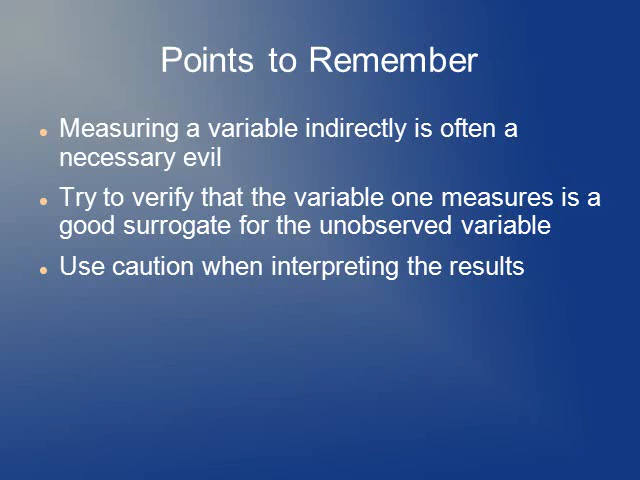 Points to Remember
Measuring a variable indirectly is often a
necessary evil
Try to verify that the variable one measures is a
good surrogate for the unobserved variable
Use caution when interpreting the results